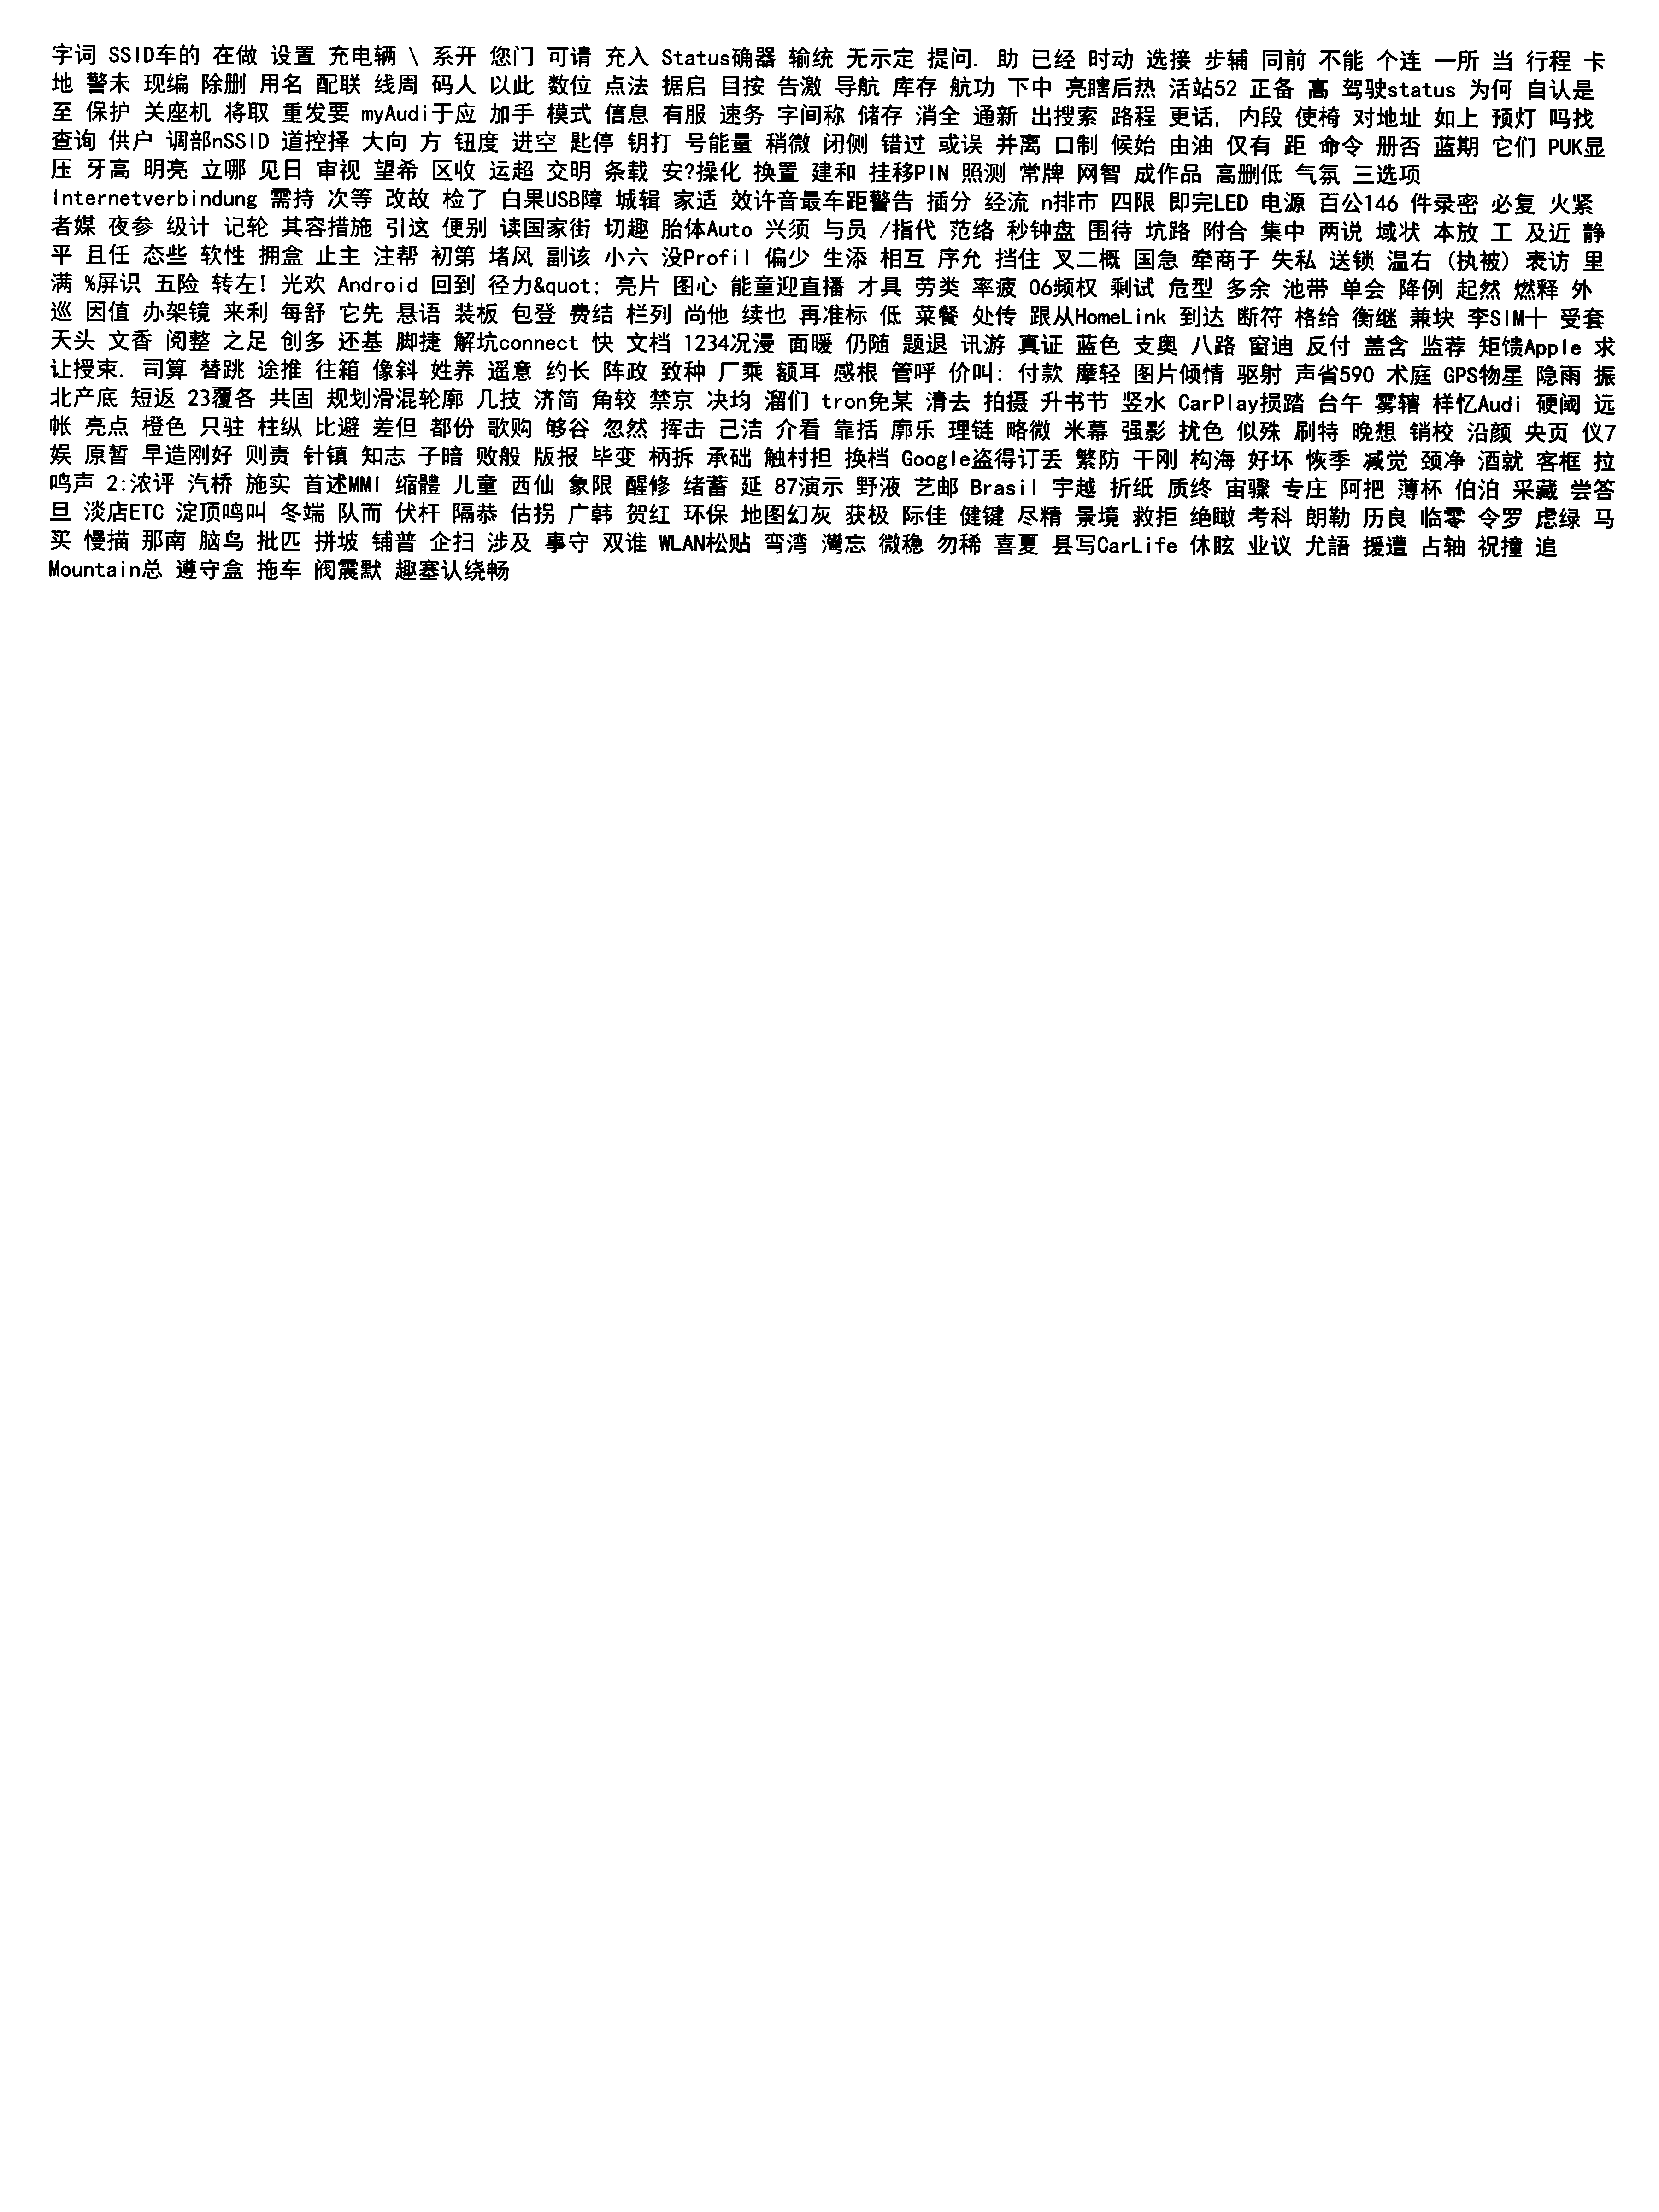 字词 SSID车的 在做 设置 充电辆 \ 系开 您门 可请 充入 Status确器 输统 无示定 提问. 助 已经 时动 选接 步辅 同前 不能 个连 一所 当 行程 卡
地 警未 现编 除删 用名 配联 线周 码人 以此 数位 点法 据启 目按 告激 导航 库存 航功 下中 亮瞎后热 活站52 正备 高 驾驶status 为何 自认是
至 保护 关座机 将取 重发要 myAudi于应 加手 模式 信息 有服 速务 字间称 储存 消全 通新 出搜索 路程 更话, 内段 使椅 对地址 如上 预灯 吗找
查询 供户 调部nSSID 道控择 大向 方 钮度 进空 匙停 钥打 号能量 稍微 闭侧 错过 或误 并离 口制 候始 由油 仅有 距 命令 册否 蓝期 它们 PUK显
压 牙高 明亮 立哪 见日 审视 望希 区收 运超 交明 条载 安?操化 换置 建和 挂移PIN 照测 常牌 网智 成作品 高删低 气氛 三选项
Internetverbindung 需持 次等 改故 检了 白果USB障 城辑 家适 效许音最车距警告 插分 经流 n排市 四限 即完LED 电源 百公146 件录密 必复 火紧
者媒 夜参 级计 记轮 其容措施 引这 便别 读国家街 切趣 胎体Auto 兴须 与员 /指代 范络 秒钟盘 围待 坑路 附合 集中 两说 域状 本放 工 及近 静
平 且任 态些 软性 拥盒 止主 注帮 初第 堵风 副该 小六 没Profil 偏少 生添 相互 序允 挡住 叉二概 国急 牵商子 失私 送锁 温右 (执被) 表访 里
满 %屏识 五险 转左! 光欢 Android 回到 径力&quot; 亮片 图心 能童迎直播 才具 劳类 率疲 06频权 剩试 危型 多余 池带 单会 降例 起然 燃释 外
巡 因值 办架镜 来利 每舒 它先 悬语 装板 包登 费结 栏列 尚他 续也 再准标 低 菜餐 处传 跟从HomeLink 到达 断符 格给 衡继 兼块 李SIM十 受套
天头 文香 阅整 之足 创多 还基 脚捷 解坑connect 快 文档 1234况漫 面暖 仍随 题退 讯游 真证 蓝色 支奥 八路 窗迪 反付 盖含 监荐 矩馈Apple 求
让授束. 司算 替跳 途推 往箱 像斜 姓养 遥意 约长 阵政 致种 厂乘 额耳 感根 管呼 价叫: 付款 摩轻 图片倾情 驱射 声省590 术庭 GPS物星 隐雨 振
北产底 短返 23覆各 共固 规划滑混轮廓 几技 济简 角较 禁京 决均 溜们 tron免某 清去 拍摄 升书节 竖水 CarPlay损踏 台午 雾辖 样忆Audi 硬阈 远
帐 亮点 橙色 只驻 柱纵 比避 差但 都份 歌购 够谷 忽然 挥击 己洁 介看 靠括 廓乐 理链 略微 米幕 强影 扰色 似殊 刷特 晚想 销校 沿颜 央页 仪7
娱 原暂 早造刚好 则责 针镇 知志 子暗 败般 版报 毕变 柄拆 承础 触村担 换档 Google盗得订丢 繁防 干刚 构海 好坏 恢季 减觉 颈净 酒就 客框 拉
鸣声 2:浓评 汽桥 施实 首述MMI 缩體 儿童 西仙 象限 醒修 绪蓄 延 87演示 野液 艺邮 Brasil 宇越 折纸 质终 宙骤 专庄 阿把 薄杯 伯泊 采藏 尝答
旦 淡店ETC 淀顶鸣叫 冬端 队而 伏杆 隔恭 估拐 广韩 贺红 环保 地图幻灰 获极 际佳 健键 尽精 景境 救拒 绝瞰 考科 朗勒 历良 临零 令罗 虑绿 马
买 慢描 那南 脑鸟 批匹 拼坡 铺普 企扫 涉及 事守 双谁 WLAN松贴 弯湾 灣忘 微稳 勿稀 喜夏 县写CarLife 休眩 业议 尤語 援遭 占轴 祝撞 追
Mountain总 遵守盒 拖车 阀震默 趣塞认绕畅